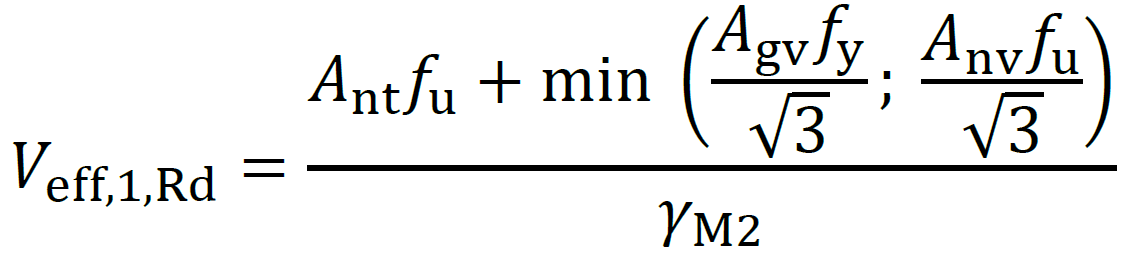 V_eff,1,Rd = (A_nt f_u + min (A_gv f_y / √3 ; A_nv f_u / √3)) / γ_M2